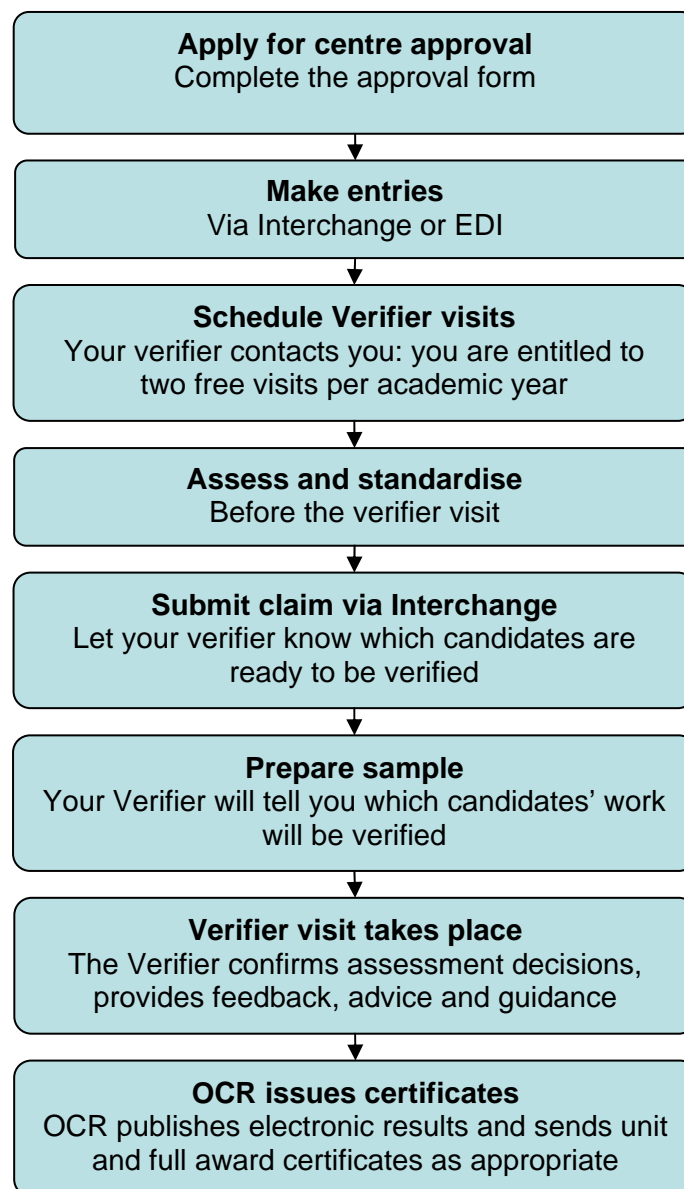 Apply for centre approval
Complete the approval form
Make entries
Via Interchange or EDI
Schedule Verifier visits
Your verifier contacts you: you are entitled to
two free visits per academic year
Assess and standardise
Before the verifier visit
Submit claim via Interchange
Let your verifier know which candidates are
ready to be verified
Prepare sample
Your Verifier will tell you which candidates’ work
will be verified
Verifier visit takes place
The Verifier confirms assessment decisions,
provides feedback, advice and guidance
OCR issues certificates
OCR publishes electronic results and sends unit
and full award certificates as appropriate